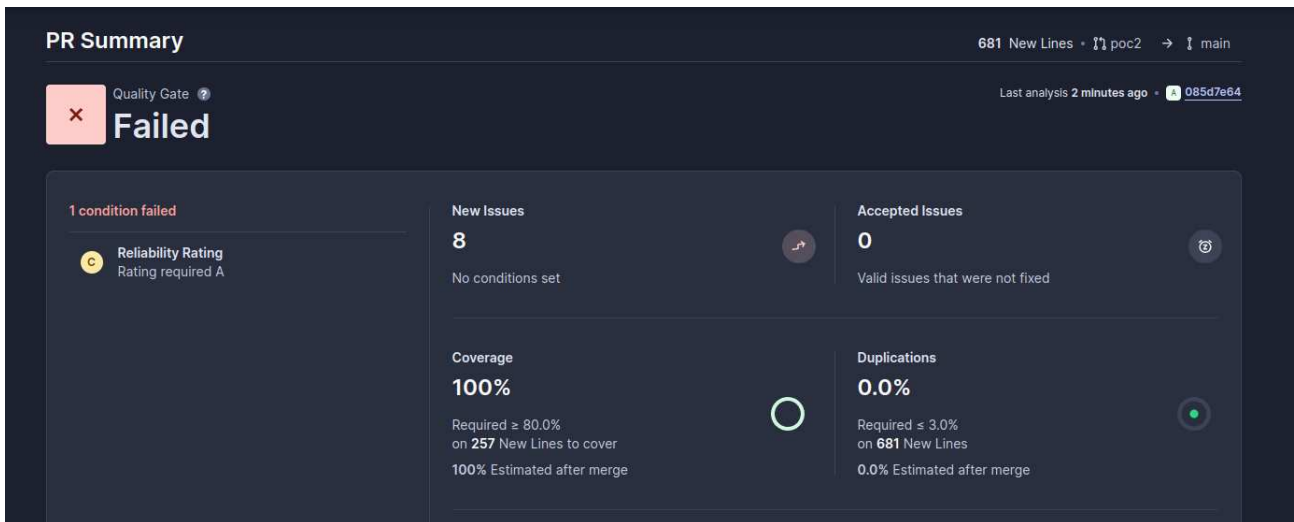 PR Summary
681 New Lines • poc2 → main
Quality Gate ?
Failed
Last analysis 2 minutes ago • A 085d7e64
1 condition failed
C
Reliability Rating
Rating required A
New Issues
8
No conditions set
Accepted Issues
0
Valid issues that were not fixed
Coverage
100%
Required ≥ 80.0%
on 257 New Lines to cover
100% Estimated after merge
Duplications
0.0%
Required ≤ 3.0%
on 681 New Lines
0.0% Estimated after merge